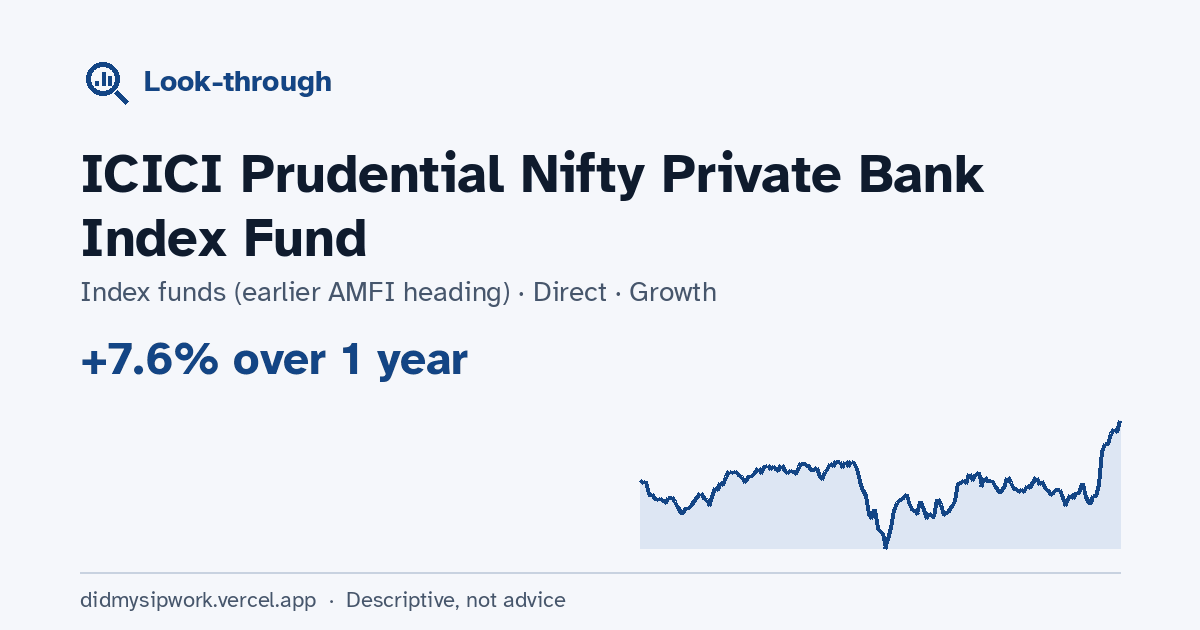 Look-through
ICICI Prudential Nifty Private Bank
Index Fund
Index funds (earlier AMFI heading) · Direct · Growth
+7.6% over 1 year
didmysipwork.vercel.app · Descriptive, not advice